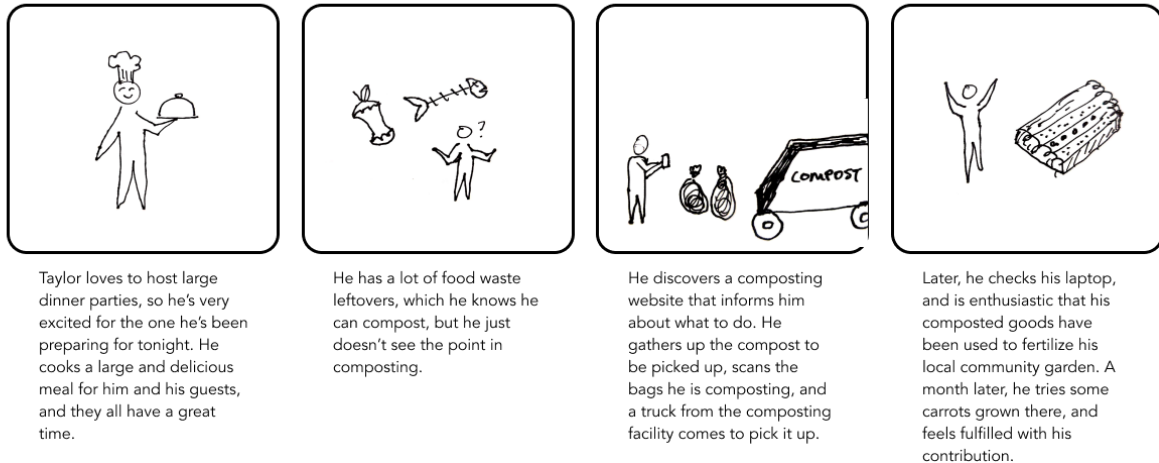 ?
COMPOST
Taylor loves to host large
dinner parties, so he's very
excited for the one he's been
preparing for tonight. He
cooks a large and delicious
meal for him and his guests,
and they all have a great
time.
He has a lot of food waste
leftovers, which he knows he
can compost, but he just
doesn't see the point in
composting.
He discovers a composting
website that informs him
about what to do. He
gathers up the compost to
be picked up, scans the
bags he is composting, and
a truck from the composting
facility comes to pick it up.
Later, he checks his laptop,
and is enthusiastic that his
composted goods have
been used to fertilize his
local community garden. A
month later, he tries some
carrots grown there, and
feels fulfilled with his
contribution.